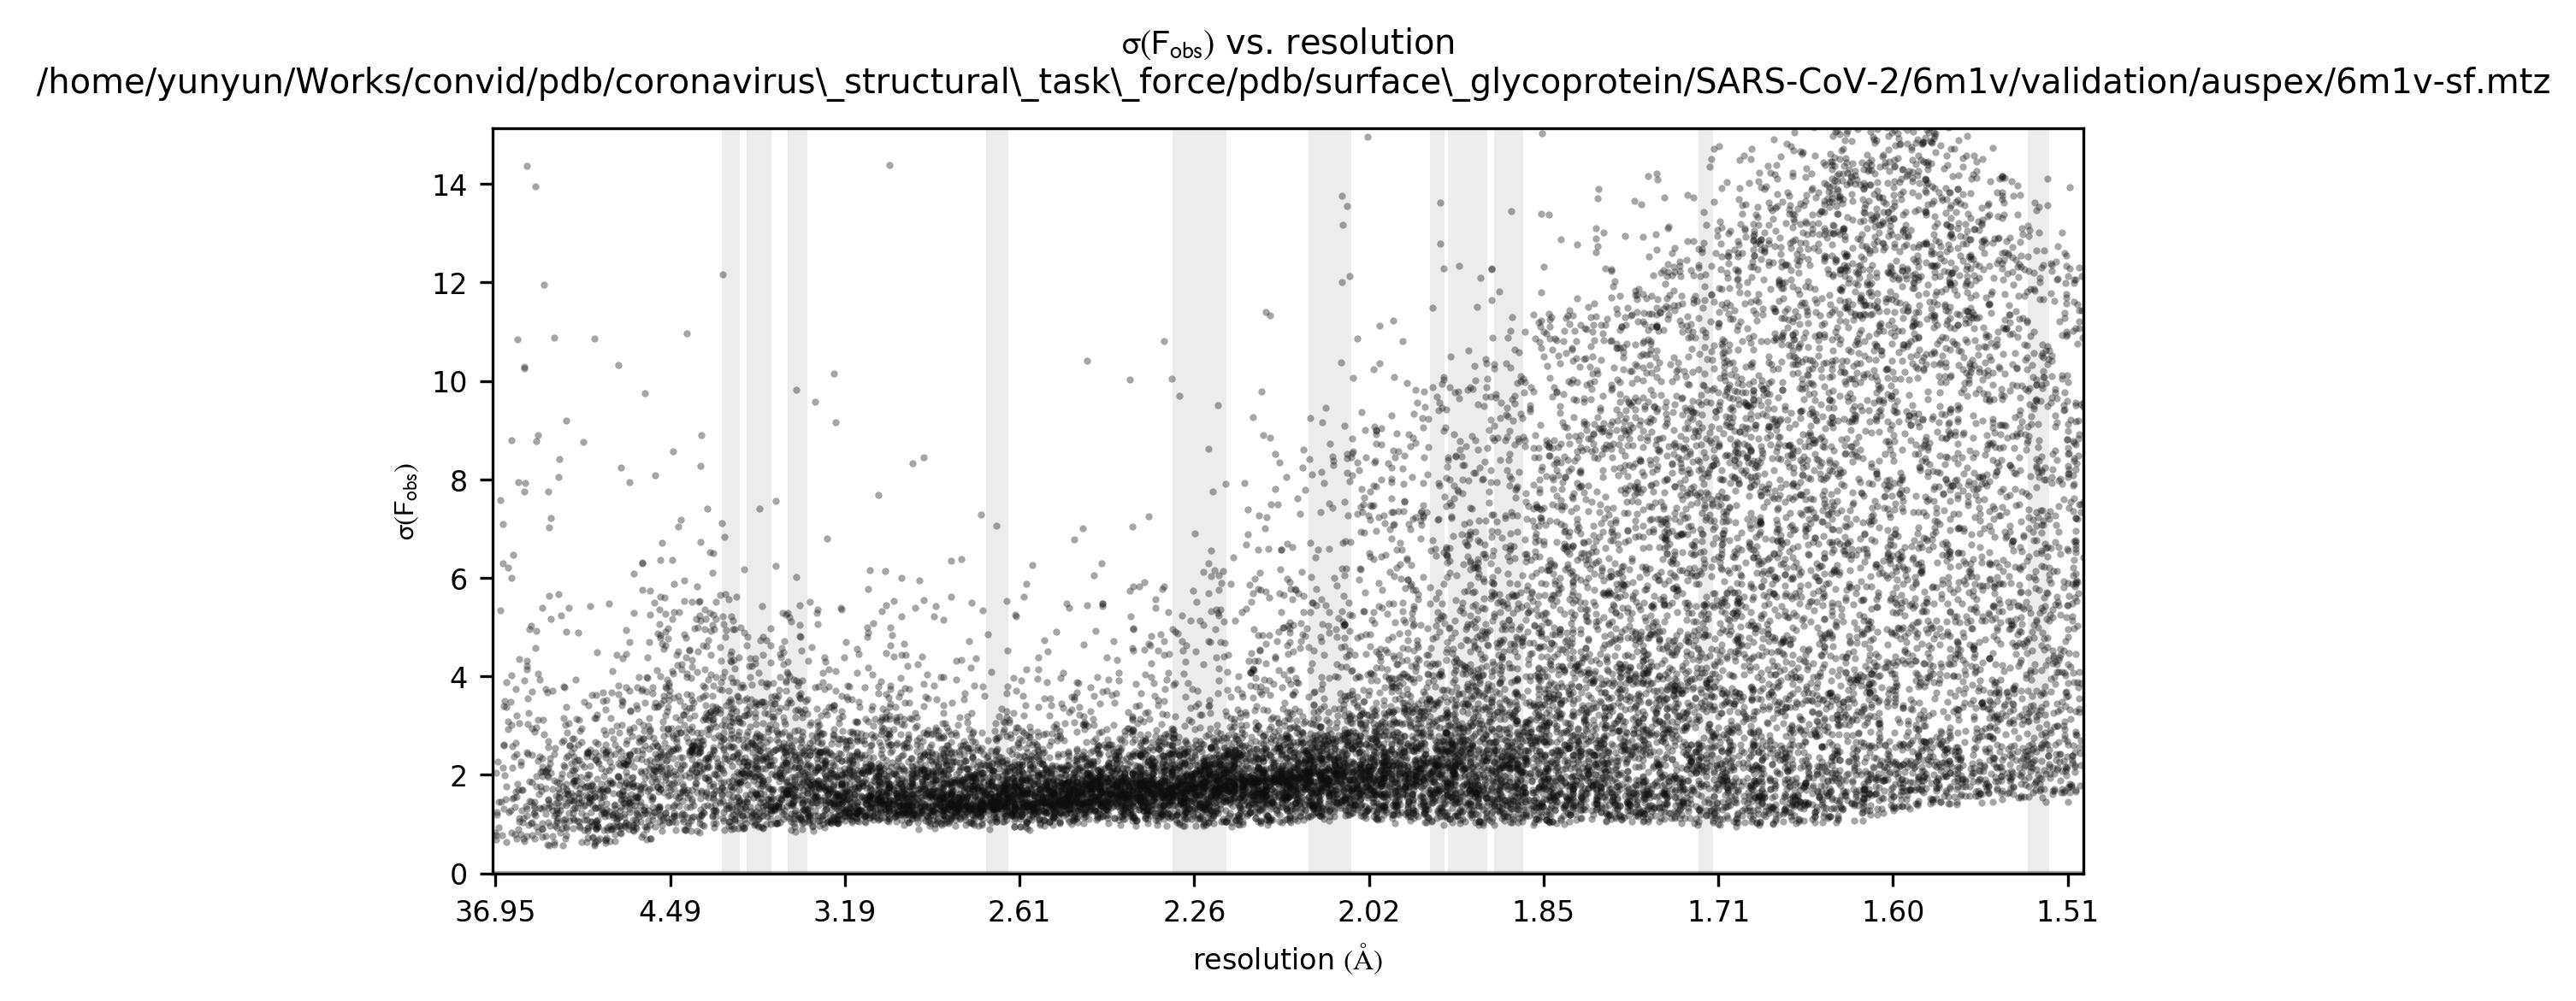 σ(F_obs) vs. resolution
/home/yunyun/Works/convid/pdb/coronavirus\_structural\_task\_force/pdb/surface\_glycoprotein/SARS-CoV-2/6m1v/validation/auspex/6m1v-sf.mtz
14
12
10
8
6
4
2
0
σ(F_obs)
36.95 4.49 3.19 2.61 2.26 2.02 1.85 1.71 1.60 1.51
resolution (Å)